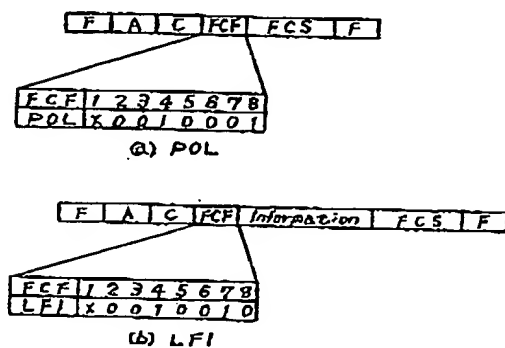 F A C FCF FCS F
FCF 1 2 3 4 5 6 7 8
POL X 0 0 1 0 0 0 1
(a) POL
F A C FCF Inforpation FCS F
FCF 1 2 3 4 5 6 7 8
LFI X 0 0 1 0 0 1 0
(b) LFI